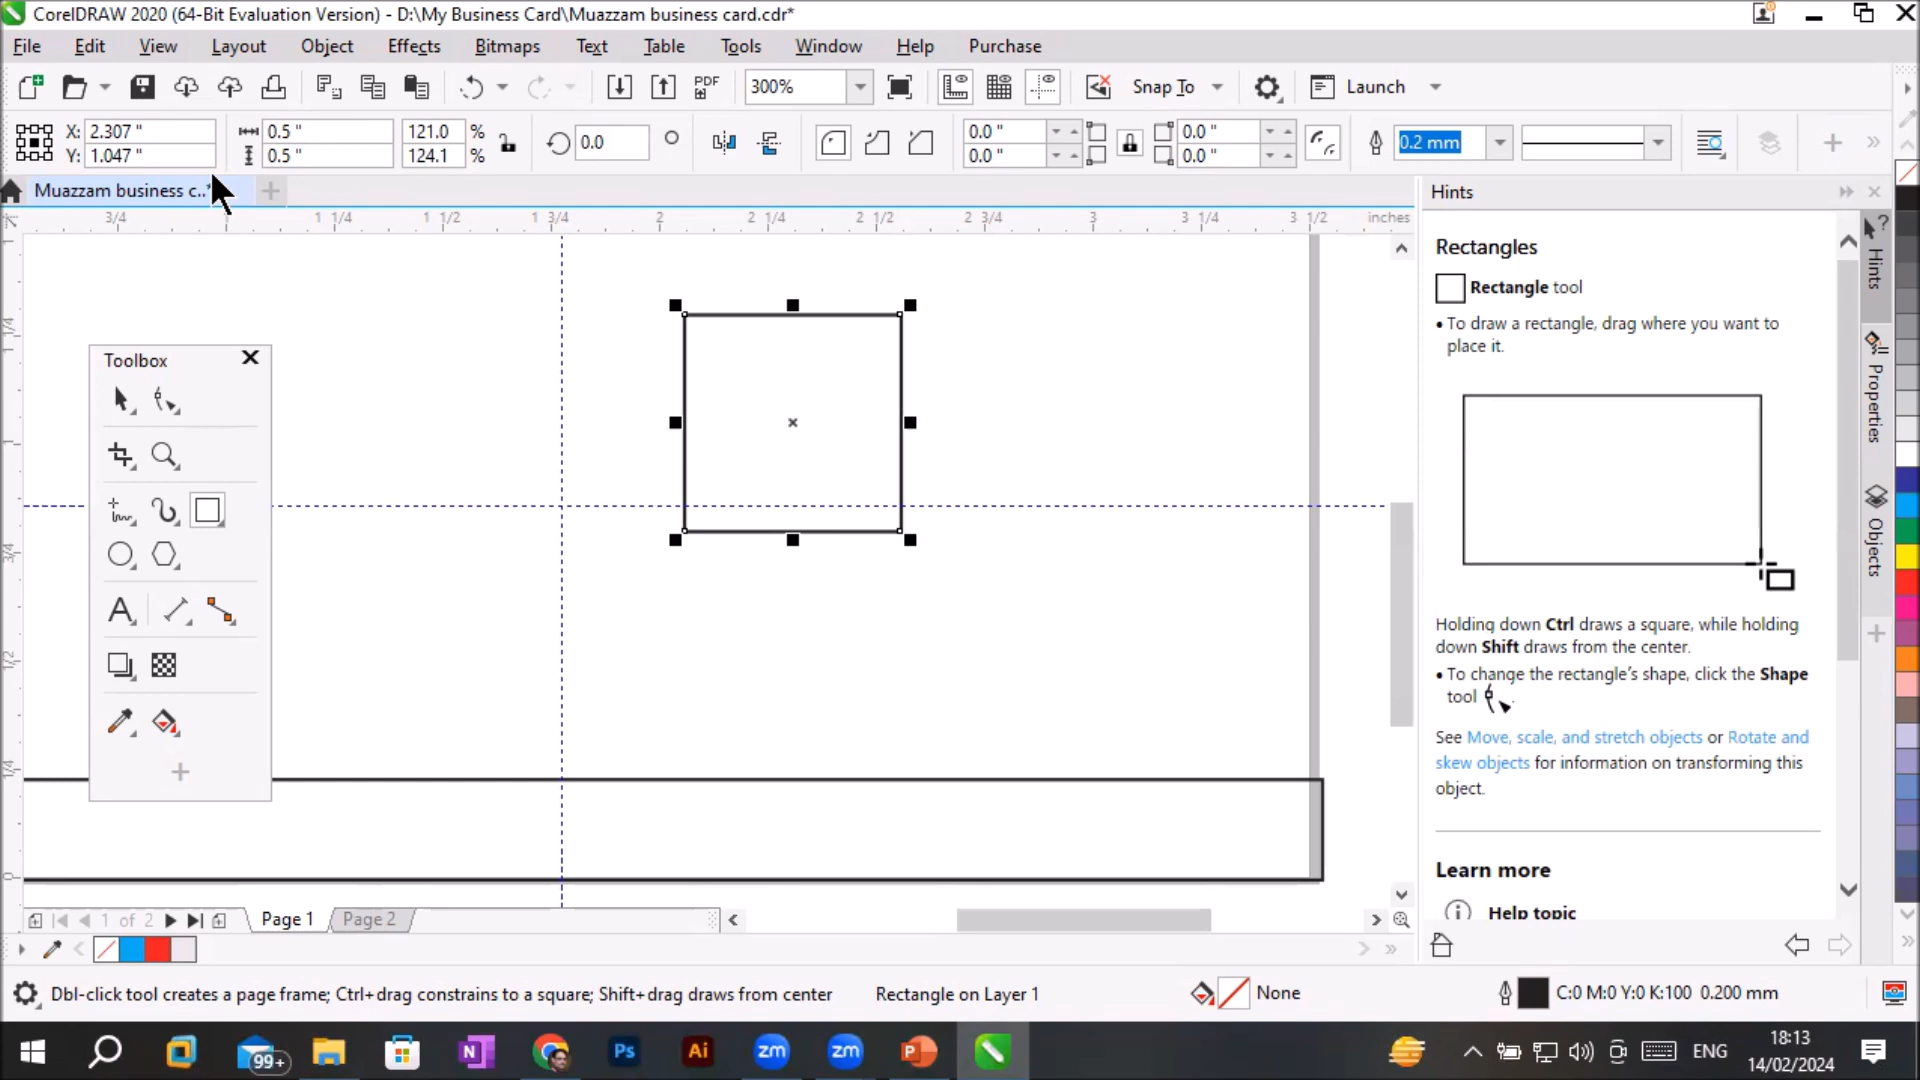 CorelDRAW 2020 (64-Bit Evaluation Version) - D:\My Business Card\Muazzam business card.cdr*
File Edit View Layout Object Effects Bitmaps Text Table Tools Window Help Purchase
PDF 300% Snap To Launch
X: 2.307 " 0.5 " 121.0 % 0.0 0.0 " 0.0 " 0.2 mm
Y: 1.047 " 0.5 " 124.1 % 0.0 " 0.0 "
Muazzam business c..*
3/4 1 1/4 1 1/2 1 3/4 2 2 1/4 2 1/2 2 3/4 3 3 1/4 3 1/2 inches
Toolbox
Hints
Rectangles
Rectangle tool
• To draw a rectangle, drag where you want to
place it.
Holding down Ctrl draws a square, while holding
down Shift draws from the center.
• To change the rectangle's shape, click the Shape
tool .
See Move, scale, and stretch objects or Rotate and
skew objects for information on transforming this
object.
Learn more
Help topic
Hints
Properties
Objects
1 of 2 Page 1 Page 2
Dbl-click tool creates a page frame; Ctrl+drag constrains to a square; Shift+drag draws from center Rectangle on Layer 1 None C:0 M:0 Y:0 K:100 0.200 mm
99+ N Ps Ai zm zm P ENG 18:13
14/02/2024